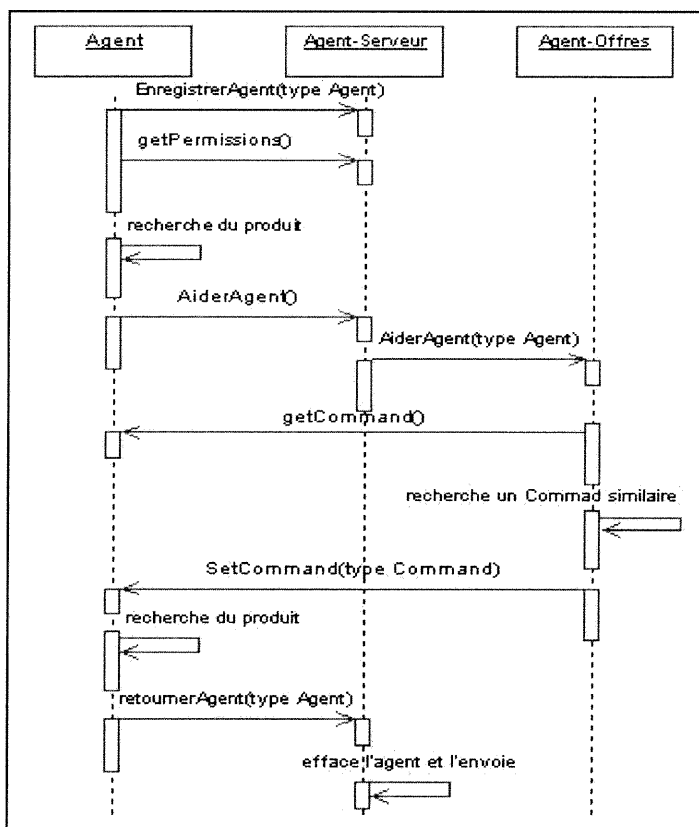 Agent
Agent-Serveur
Agent-Offres
EnregistrerAgent(type Agent)
getPermissions()
recherche du produit
AiderAgent()
AiderAgent(type Agent)
getCommand()
recherche un Commad similaire
SetCommand(type Command)
recherche du produit
retournerAgent(type Agent)
efface l'agent et l'envoie